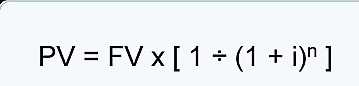 PV = FV x [ 1 ÷ (1 + i)ⁿ ]